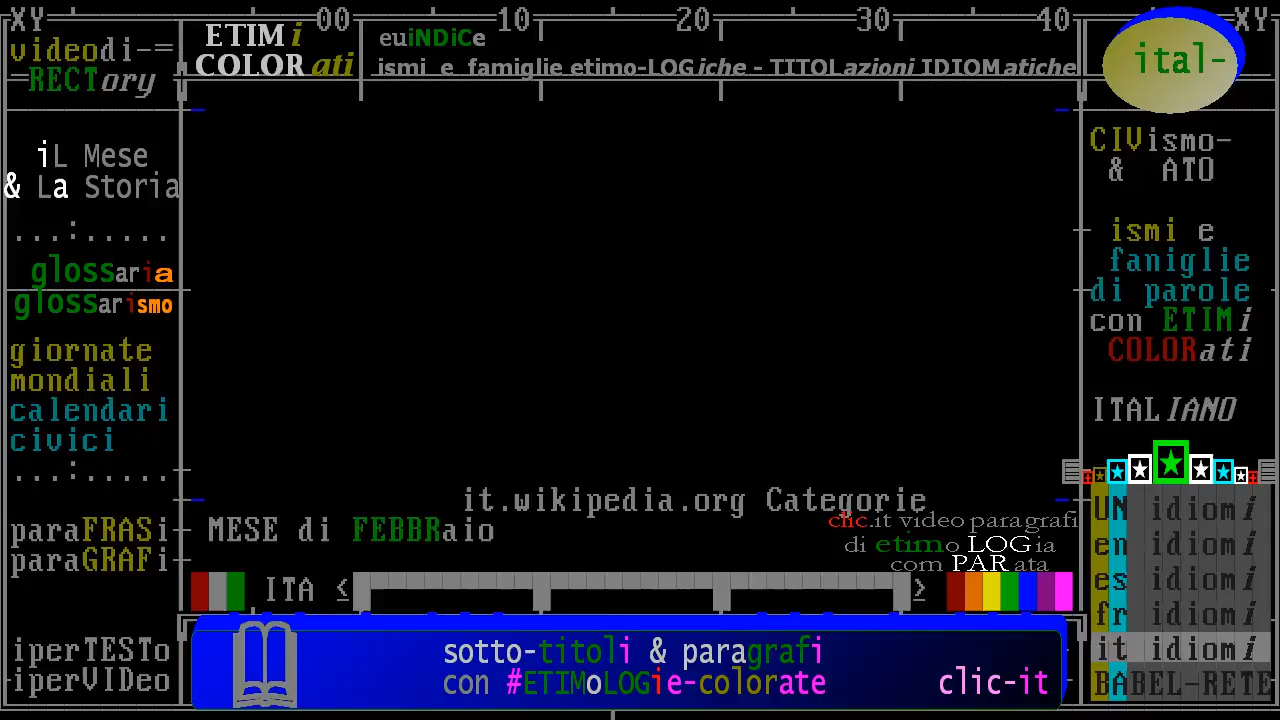 XY 00 10 20 30 40 XY
videodi-=
=RECTory
ETIMi
COLORati
euiNDiCe
ismi e famiglie etimo-LOGiche - TITOLazioni IDIOMatiche
ital-
iL Mese
& La Storia
...:.....
glossaria
glossarismo
giornate
mondiali
calendari
civici
...:.....
paraFRASi
paraGRAFi
iperTESTo
-iperVIDeo
CIVismo-
& ATO
ismi e
faniglie
di parole
con ETIMi
COLORati
ITALIANO
UN idiomi
en idiomi
es idiomi
fr idiomi
it idiomi
BABEL-RETE
it.wikipedia.org Categorie
MESE di FEBBRaio
clic.it video paragrafi
di etimo LOGia
com PARata
ITA < >
sotto-titoli & paragrafi
con #ETIMoLOGie-colorate
clic-it